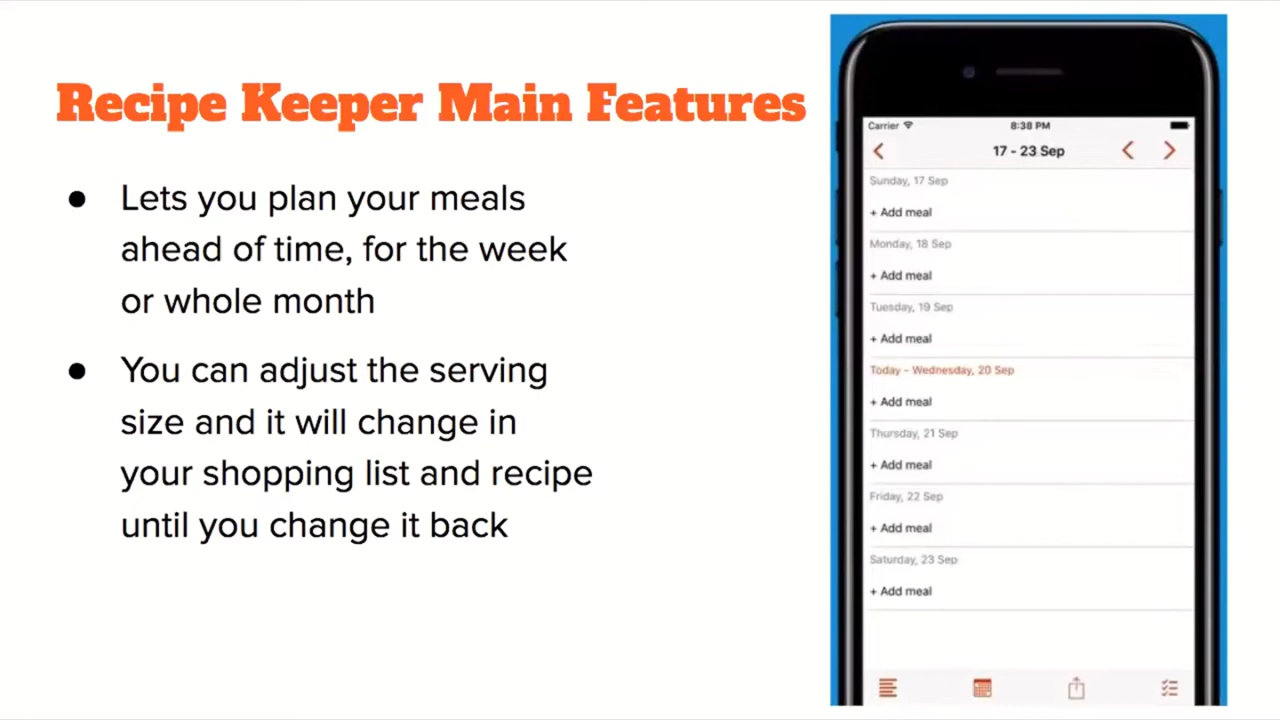 Recipe Keeper Main Features
● Lets you plan your meals
ahead of time, for the week
or whole month
● You can adjust the serving
size and it will change in
your shopping list and recipe
until you change it back
Carrier 8:38 PM
17 - 23 Sep
Sunday, 17 Sep
+ Add meal
Monday, 18 Sep
+ Add meal
Tuesday, 19 Sep
+ Add meal
Today - Wednesday, 20 Sep
+ Add meal
Thursday, 21 Sep
+ Add meal
Friday, 22 Sep
+ Add meal
Saturday, 23 Sep
+ Add meal